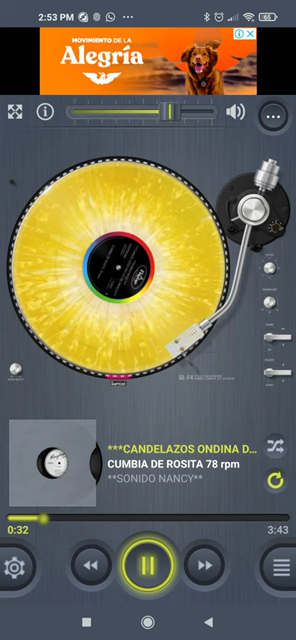 2:53 PM
65
MOVIMIENTO DE LA
Alegría
***CANDELAZOS ONDINA D...
CUMBIA DE ROSITA 78 rpm
**SONIDO NANCY**
0:32
3:43